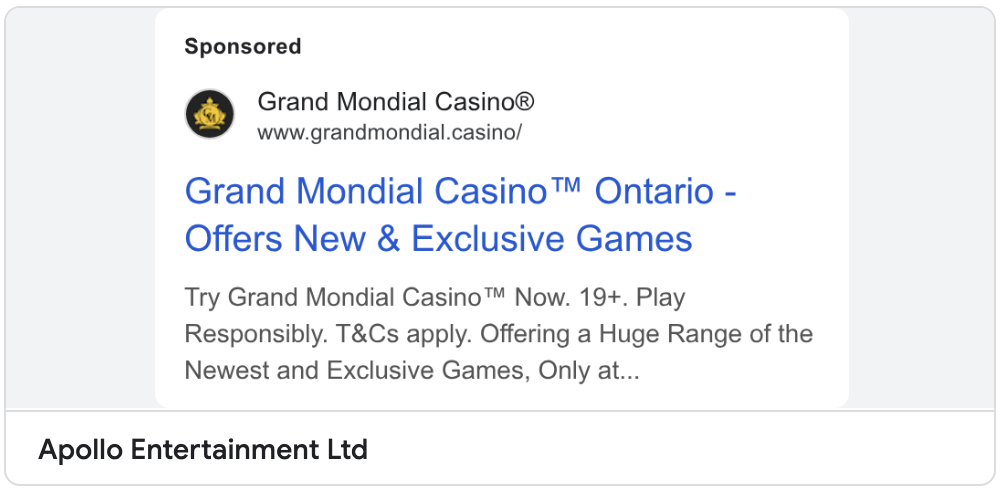 Sponsored
Grand Mondial Casino®
www.grandmondial.casino/
Grand Mondial Casino™ Ontario -
Offers New & Exclusive Games
Try Grand Mondial Casino™ Now. 19+. Play
Responsibly. T&Cs apply. Offering a Huge Range of the
Newest and Exclusive Games, Only at...
Apollo Entertainment Ltd